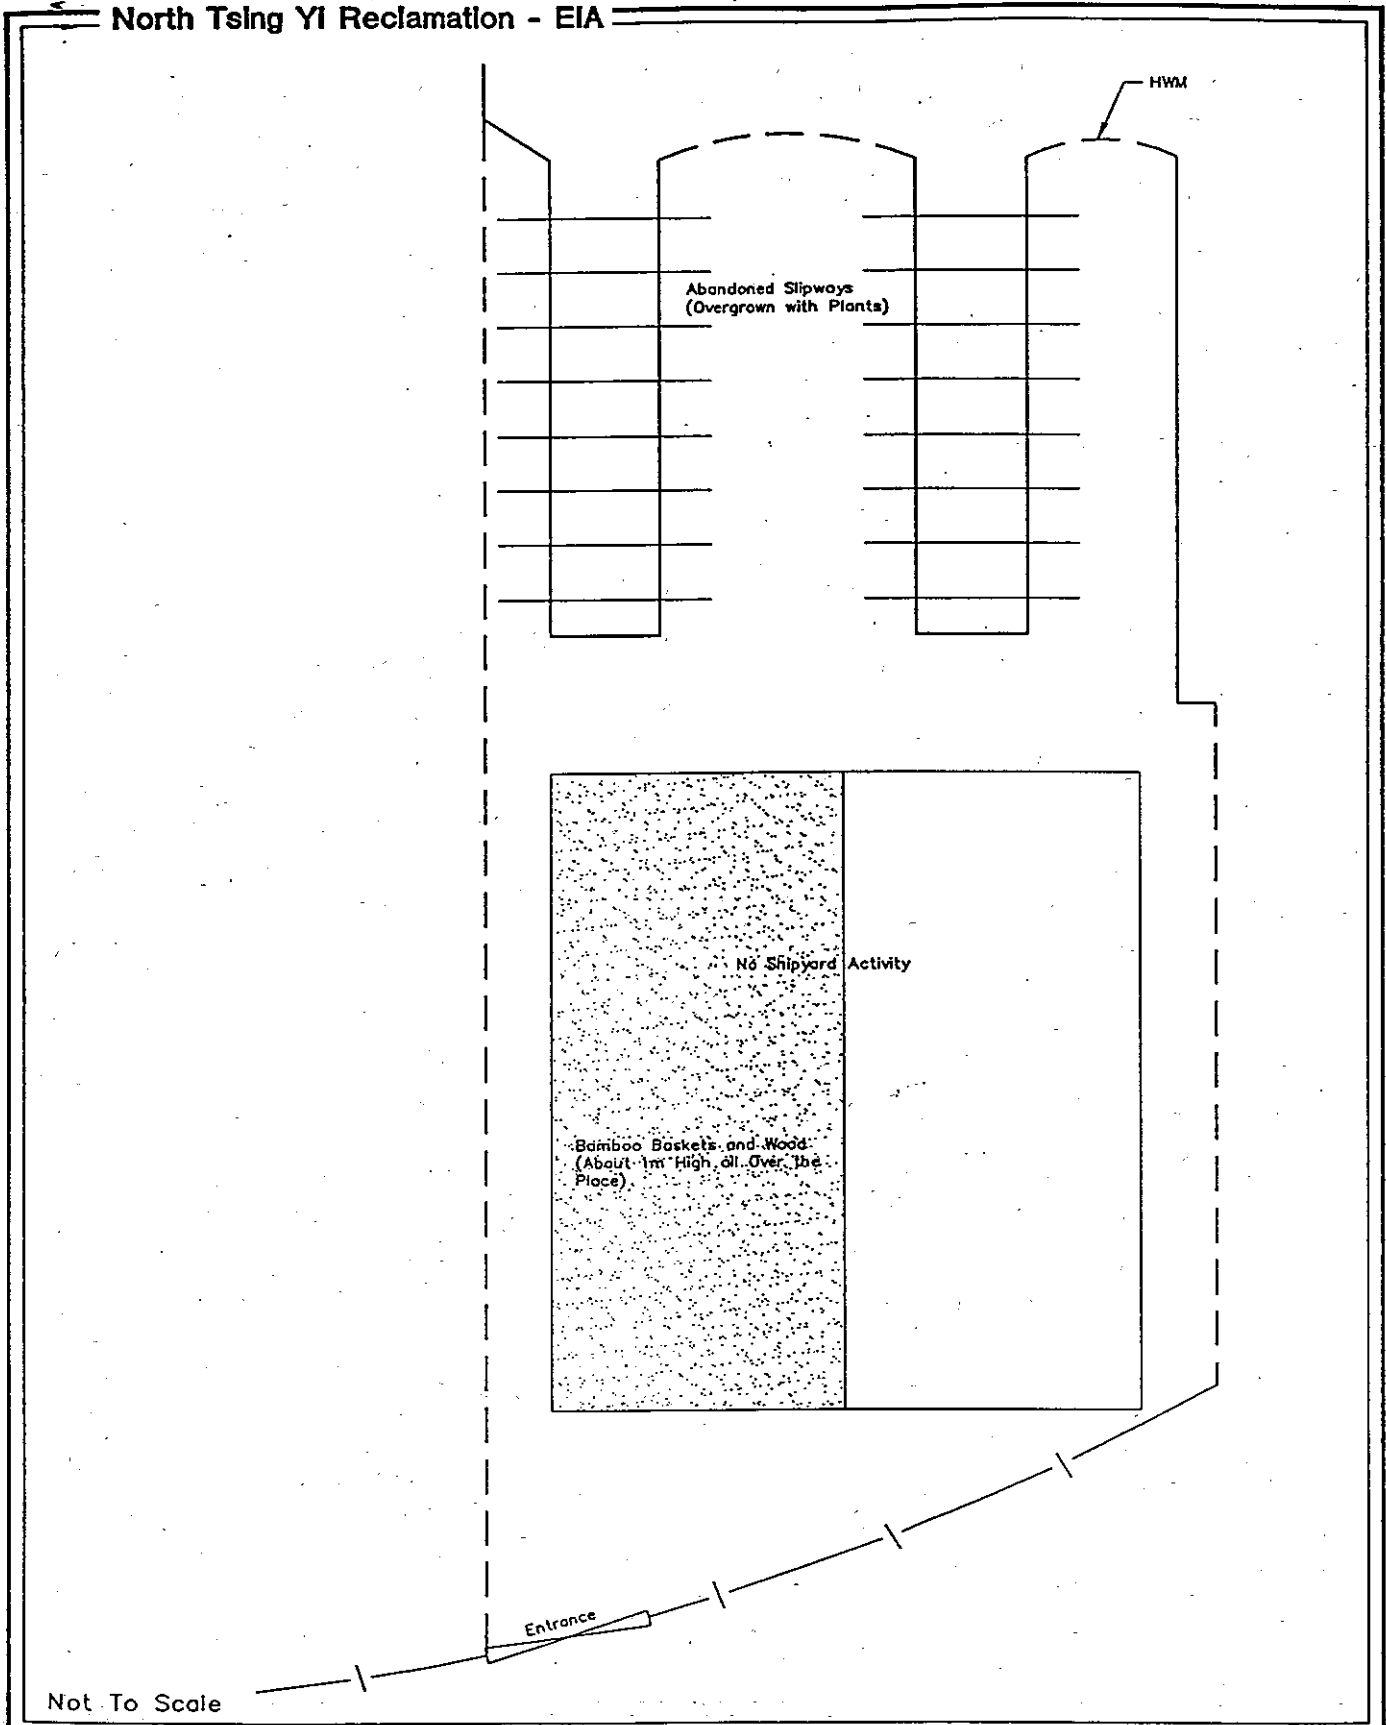 North Tsing Yi Reclamation - EIA
HWM
Abandoned Slipways
(Overgrown with Plants)
No Shipyard Activity
Bamboo Baskets and Wood
(About 1m High all Over the
Place)
Entrance
Not To Scale